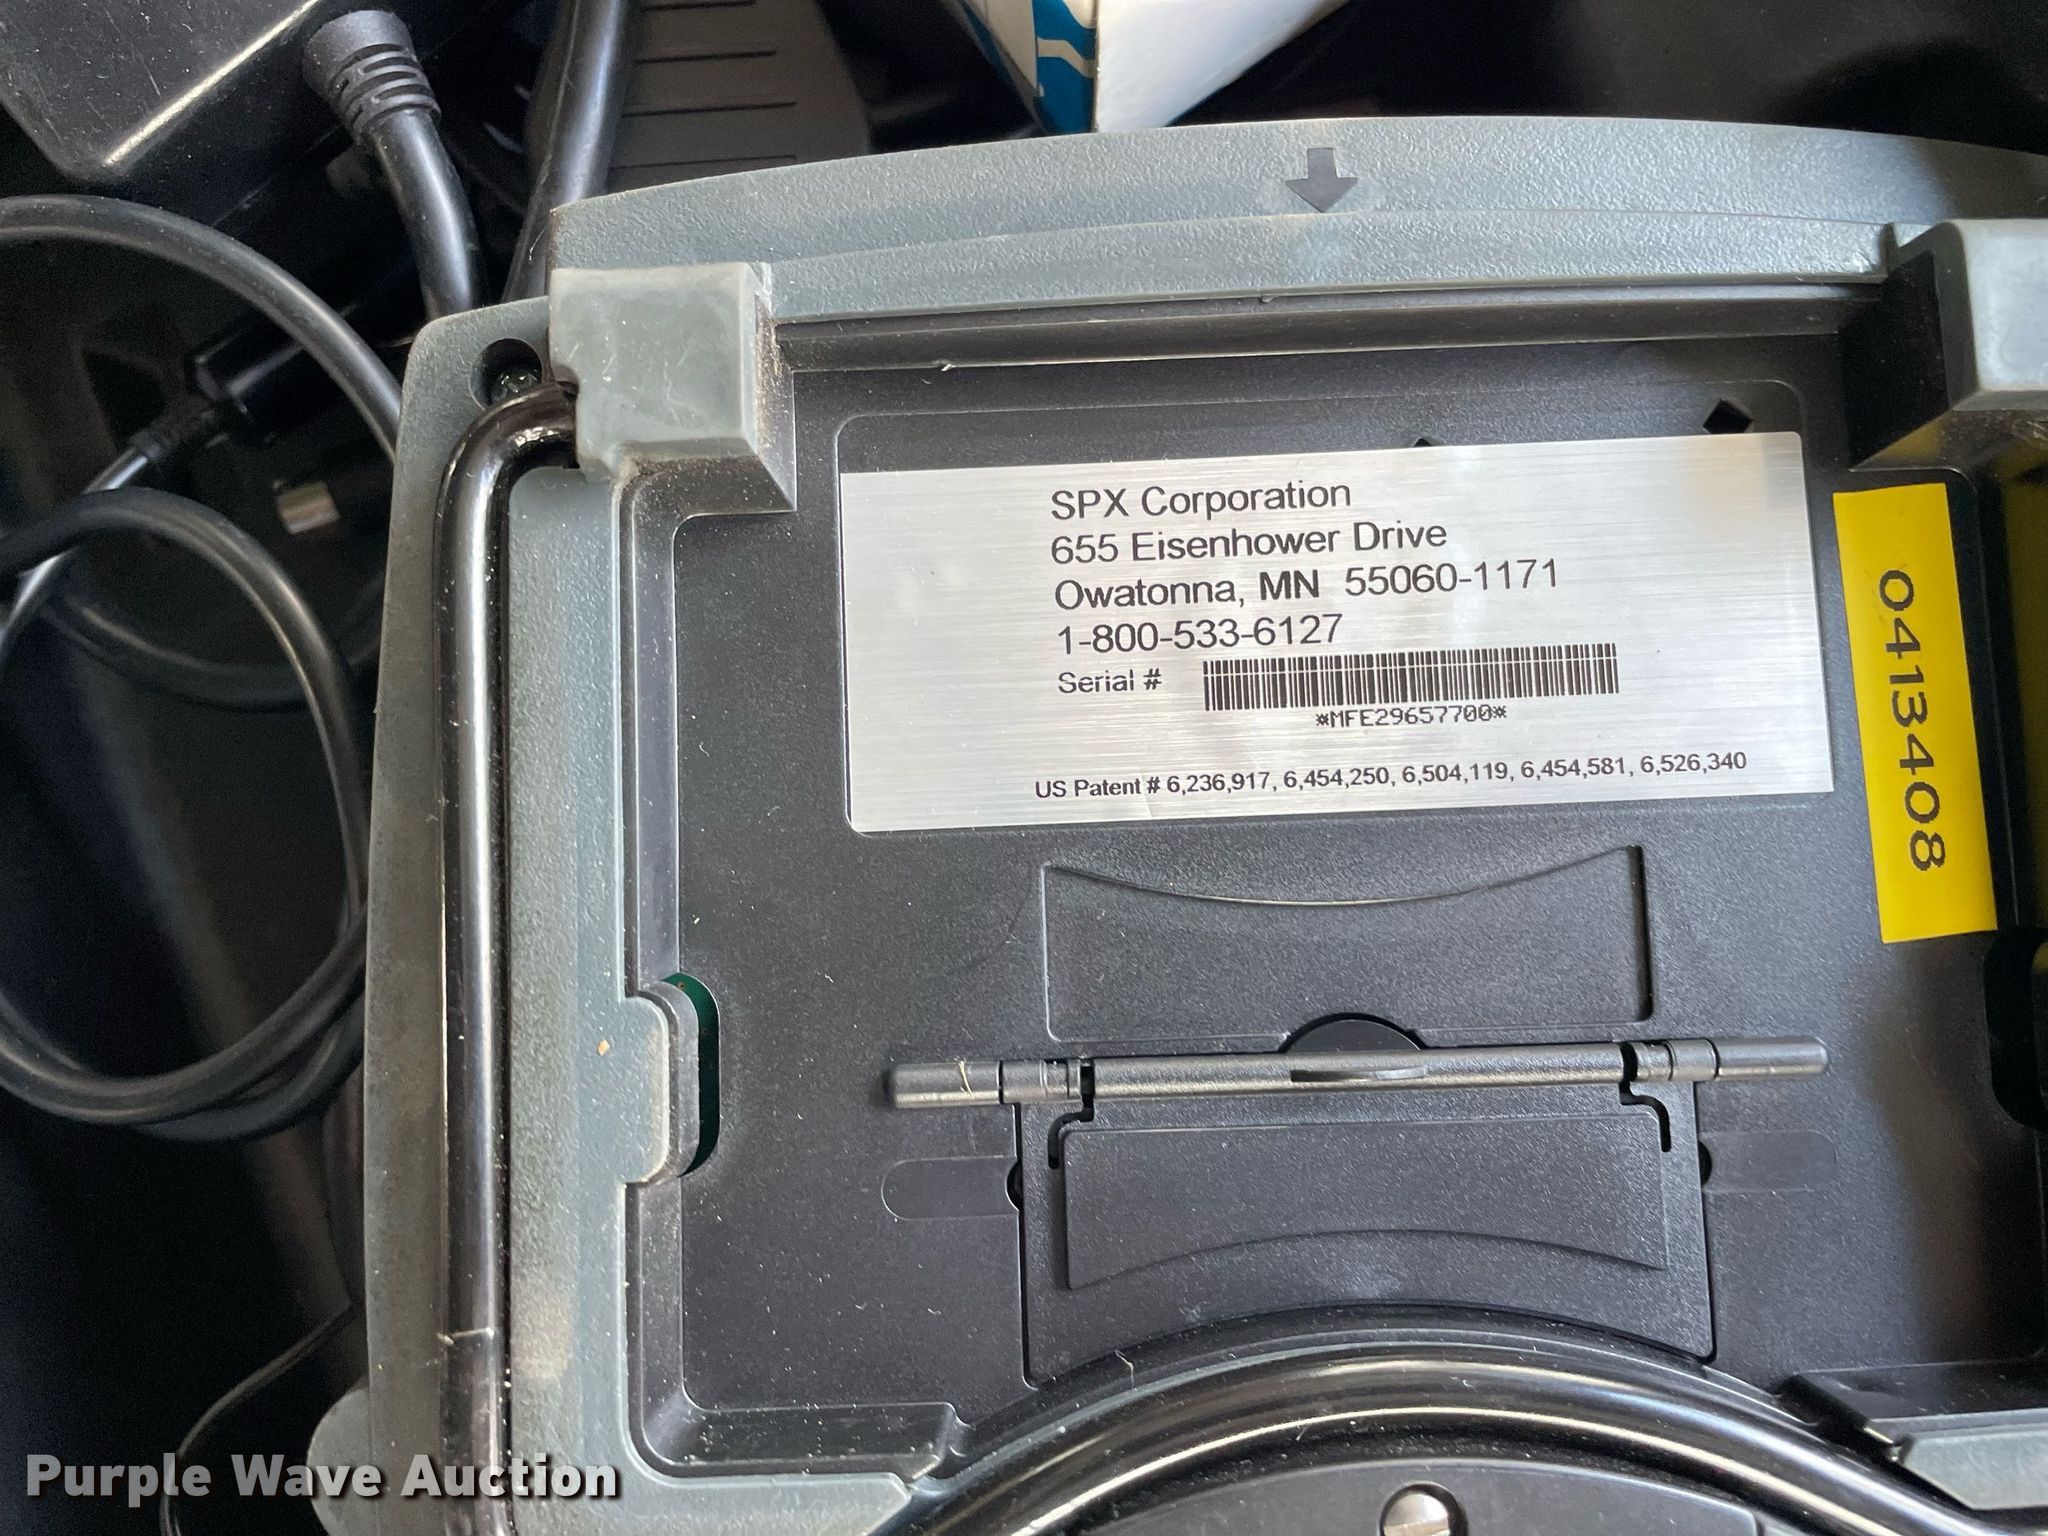 SPX Corporation
655 Eisenhower Drive
Owatonna, MN 55060-1171
1-800-533-6127
Serial #
*MFE29657700*
US Patent # 6,236,917, 6,454,250, 6,504,119, 6,454,581, 6,526,340
0413408
Purple Wave Auction